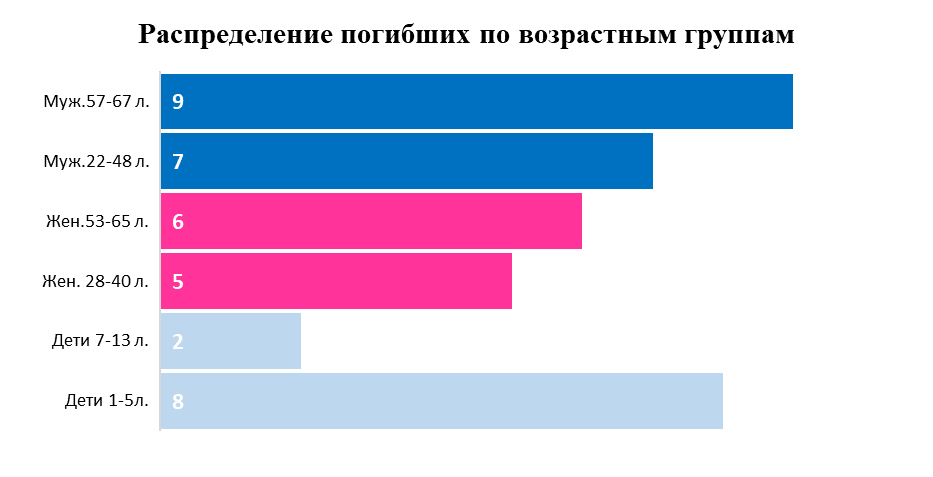 Распределение погибших по возрастным группам
Муж.57-67 л. 9
Муж.22-48 л. 7
Жен.53-65 л. 6
Жен. 28-40 л. 5
Дети 7-13 л. 2
Дети 1-5л. 8